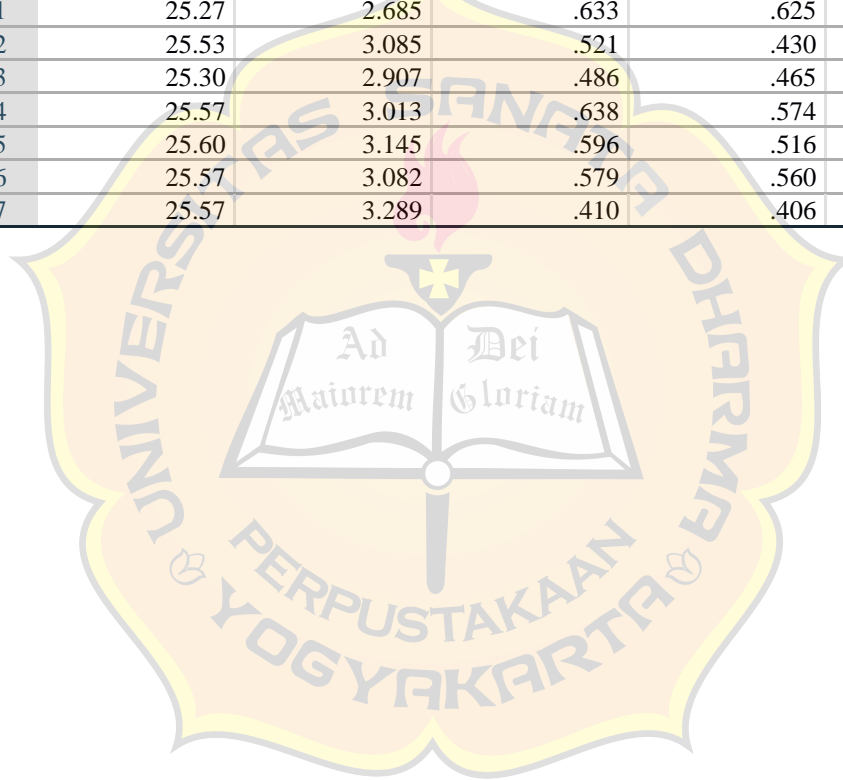 1 25.27 2.685 .633 .625
2 25.53 3.085 .521 .430
3 25.30 2.907 .486 .465
4 25.57 3.013 .638 .574
5 25.60 3.145 .596 .516
6 25.57 3.082 .579 .560
7 25.57 3.289 .410 .406
UNIVERSITAS SANATA DHARMA
Ad Dei
Maiorem Gloriam
PERPUSTAKAAN
YOGYAKARTA